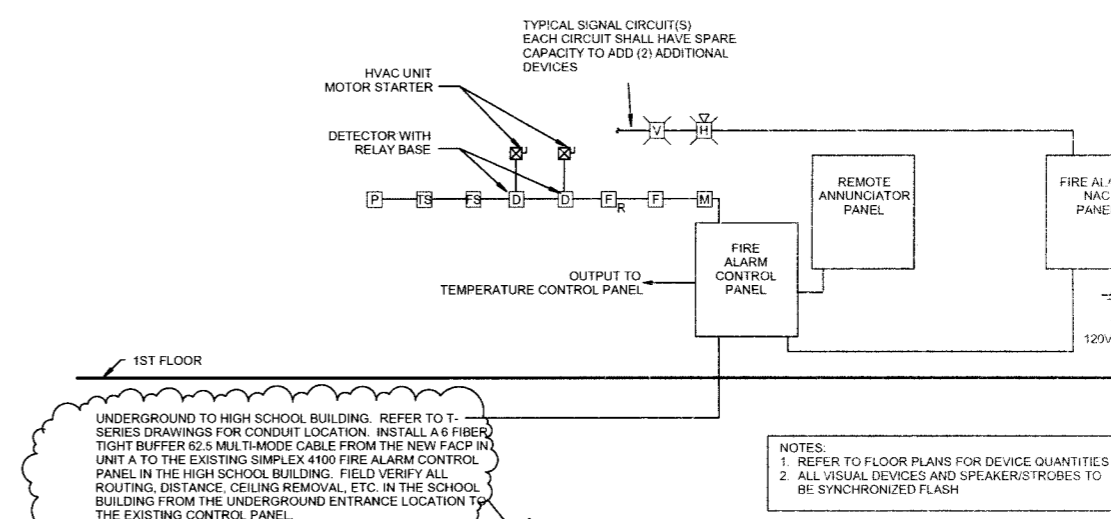 TYPICAL SIGNAL CIRCUIT(S)
EACH CIRCUIT SHALL HAVE SPARE
CAPACITY TO ADD (2) ADDITIONAL
DEVICES
HVAC UNIT
MOTOR STARTER
DETECTOR WITH
RELAY BASE
V
H
P
TS
FS
D
D
F
R
F
M
REMOTE
ANNUNCIATOR
PANEL
FIRE
NAC
FIRE
ALARM
CONTROL
PANEL
OUTPUT TO
TEMPERATURE CONTROL PANEL
120V
1ST FLOOR
UNDERGROUND TO HIGH SCHOOL BUILDING. REFER TO T-
SERIES DRAWINGS FOR CONDUIT LOCATION. INSTALL A 6 FIBER
TIGHT BUFFER 62.5 MULTI-MODE CABLE FROM THE NEW FACP IN
UNIT A TO THE EXISTING SIMPLEX 4100 FIRE ALARM CONTROL
PANEL IN THE HIGH SCHOOL BUILDING. FIELD VERIFY ALL
ROUTING, DISTANCE, CEILING REMOVAL, ETC. IN THE SCHOOL
BUILDING FROM THE UNDERGROUND ENTRANCE LOCATION TO
THE EXISTING CONTROL PANEL.
NOTES:
1. REFER TO FLOOR PLANS FOR DEVICE QUANTITIES
2. ALL VISUAL DEVICES AND SPEAKER/STROBES TO
BE SYNCHRONIZED FLASH